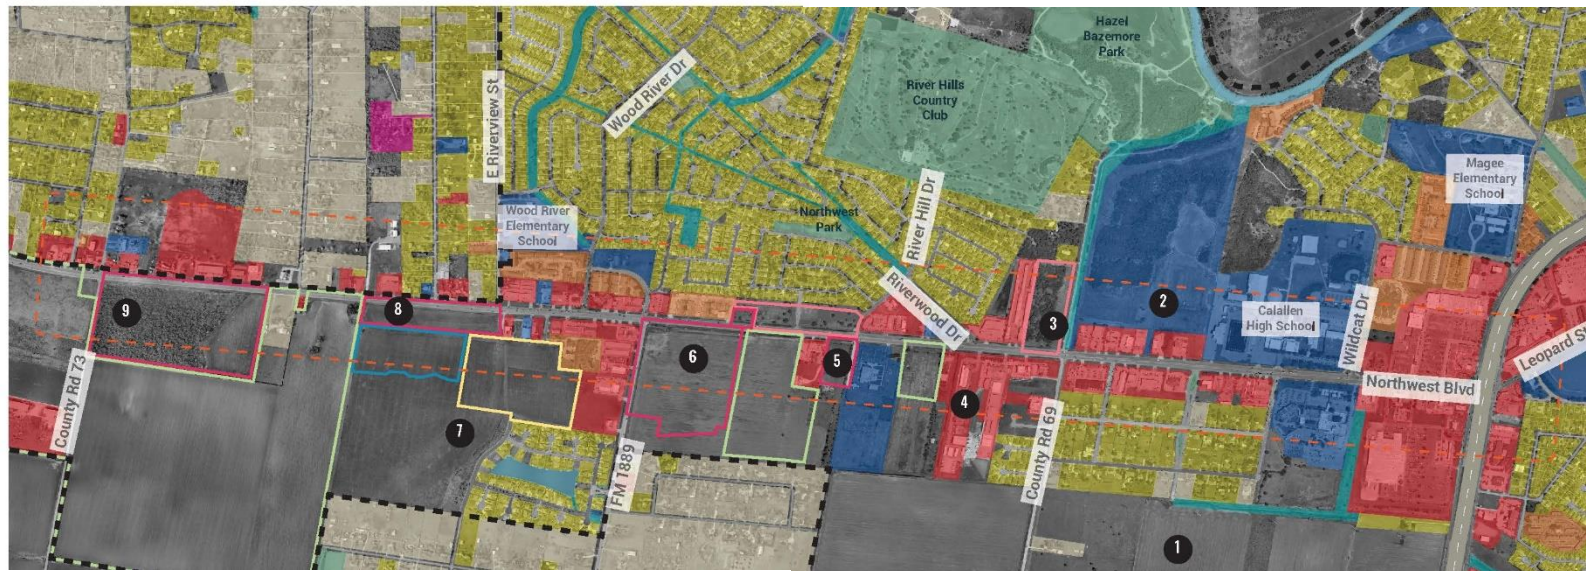 Hazel
Bazemore
Park
Wood River Dr
River Hills
Country
Club
E Riverview St
Magee
Elementary
School
Wood River
Elementary
School
Northwest
Park
River Hill Dr
Riverwood Dr
2
Calallen
High School
Wildcat Dr
3
9
8
6
5
Leopard S
Northwest Blvd
County Rd 73
4
7
FM 1889
County Rd 69
1